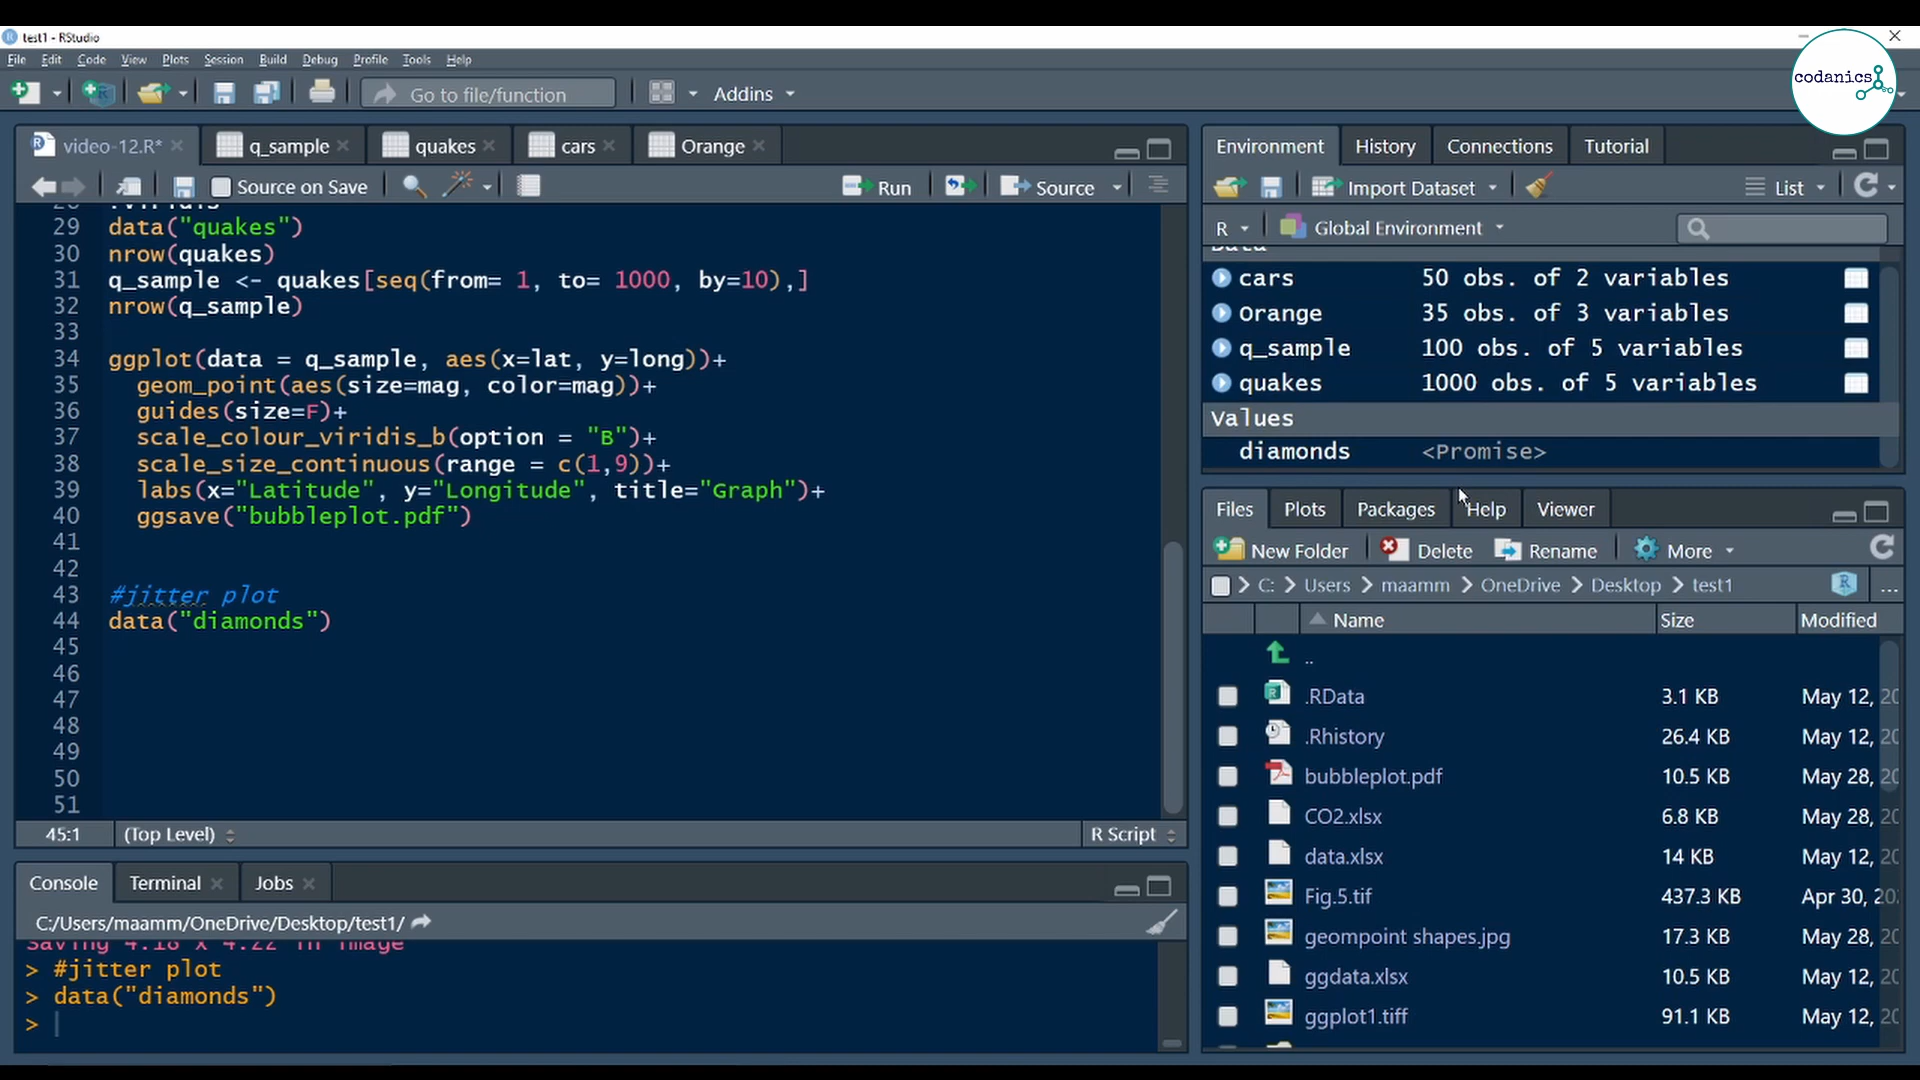 test1 - RStudio
codanics
File Edit Code View Plots Session Build Debug Profile Tools Help
Go to file/function Addins
video-12.R* q_sample quakes cars Orange
Source on Save Run Source
29 data("quakes")
30 nrow(quakes)
31 q_sample <- quakes[seq(from= 1, to= 1000, by=10),]
32 nrow(q_sample)
33
34 ggplot(data = q_sample, aes(x=lat, y=long))+
35 geom_point(aes(size=mag, color=mag))+
36 guides(size=F)+
37 scale_colour_viridis_b(option = "B")+
38 scale_size_continuous(range = c(1,9))+
39 labs(x="Latitude", y="Longitude", title="Graph")+
40 ggsave("bubbleplot.pdf")
41
42
43 #jitter plot
44 data("diamonds")
45
46
47
48
49
50
51
45:1 (Top Level) R Script
Console Terminal Jobs
C:/Users/maamm/OneDrive/Desktop/test1/
Saving 4.18 x 4.22 in image
> #jitter plot
> data("diamonds")
>
Environment History Connections Tutorial
Import Dataset List
R Global Environment
Data
cars 50 obs. of 2 variables
Orange 35 obs. of 3 variables
q_sample 100 obs. of 5 variables
quakes 1000 obs. of 5 variables
Values
diamonds <Promise>
Files Plots Packages Help Viewer
New Folder Delete Rename More
C: Users maamm OneDrive Desktop test1 ...
Name Size Modified
..
.RData 3.1 KB May 12,
.Rhistory 26.4 KB May 12,
bubbleplot.pdf 10.5 KB May 28,
CO2.xlsx 6.8 KB May 28,
data.xlsx 14 KB May 12,
Fig.5.tif 437.3 KB Apr 30,
geompoint shapes.jpg 17.3 KB May 28,
ggdata.xlsx 10.5 KB May 12,
ggplot1.tiff 91.1 KB May 12,